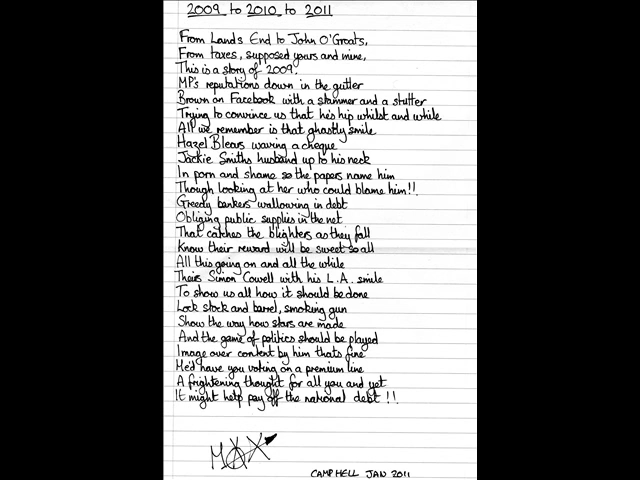 2009 to 2010 to 2011
From Lands End to John O'Groats,
From taxes, supposed yours and mine,
This is a story of 2009.
MP's reputations down in the gutter
Brown on Facebook with a stammer and a stutter
Trying to convince us that he's hip whilst and while
All we remember is that ghastly smile
Hazel Blears waving a cheque
Jackie Smiths husband up to his neck
In porn and shame so the papers name him
Though looking at her who could blame him!!
Greedy bankers wallowing in debt
Obliging public supplies in the net
That catches the blighters as they fall
Know their reward will be sweet so all
All this going on and all the while
Theirs Simon Cowell with his L.A. smile
To show us all how it should be done
Lock stock and barrel, smoking gun
Show the way how stars are made
And the game of politics should be played
Image over content by him thats fine
He'd have you voting on a premium line
A frightening thought for all you and yet
It might help pay off the national debt !!
MAX
CAMPHELL JAN 2011